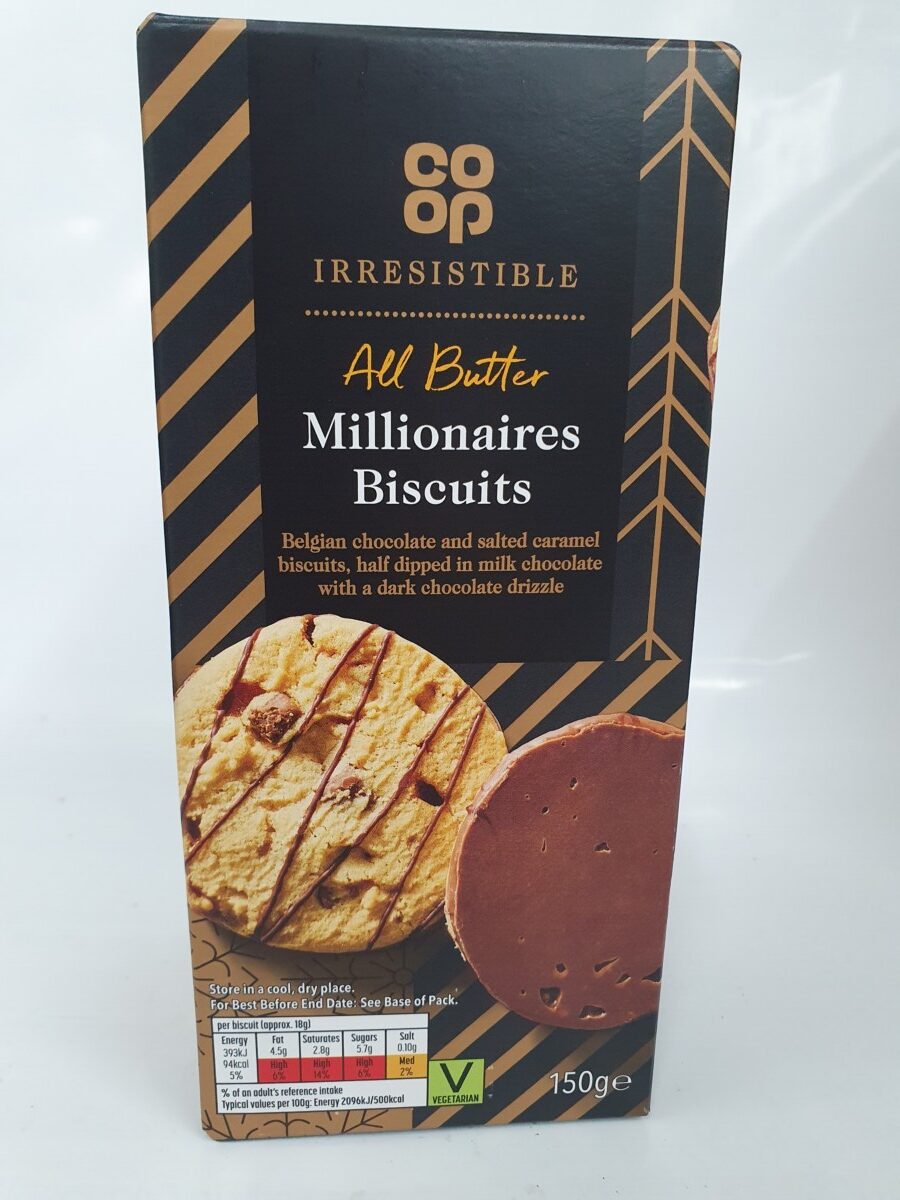 CO
OP
IRRESISTIBLE
All Butter
Millionaires
Biscuits
Belgian chocolate and salted caramel
biscuits, half dipped in milk chocolate
with a dark chocolate drizzle
Store in a cool, dry place.
For Best Before End Date: See Base of Pack.
per biscuit (approx. 18g)
Energy Fat Saturates Sugars Salt
393kJ 4.5g 2.8g 5.7g 0.10g
94kcal High High High Med
5% 6% 14% 6% 2%
% of an adult's reference intake
Typical values per 100g: Energy 2096kJ/500kcal
V
VEGETARIAN
150g℮